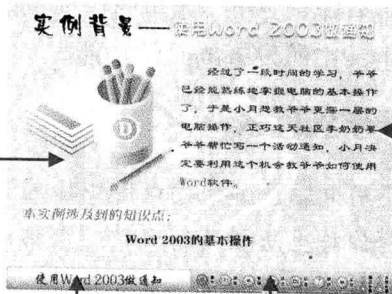 实例背景——使用Word 2003做通知
经过了一段时间的学习，爷爷
已经能熟练地掌握电脑的基本操作
了，于是小月想教爷爷更深一层的
电脑操作，正巧这天社区李奶奶要
爷爷帮忙写一个活动通知，小月决
定要利用这个机会教爷爷如何使用
Word软件。
本实例涉及到的知识点：
Word 2003的基本操作
使用Word 2003做通知